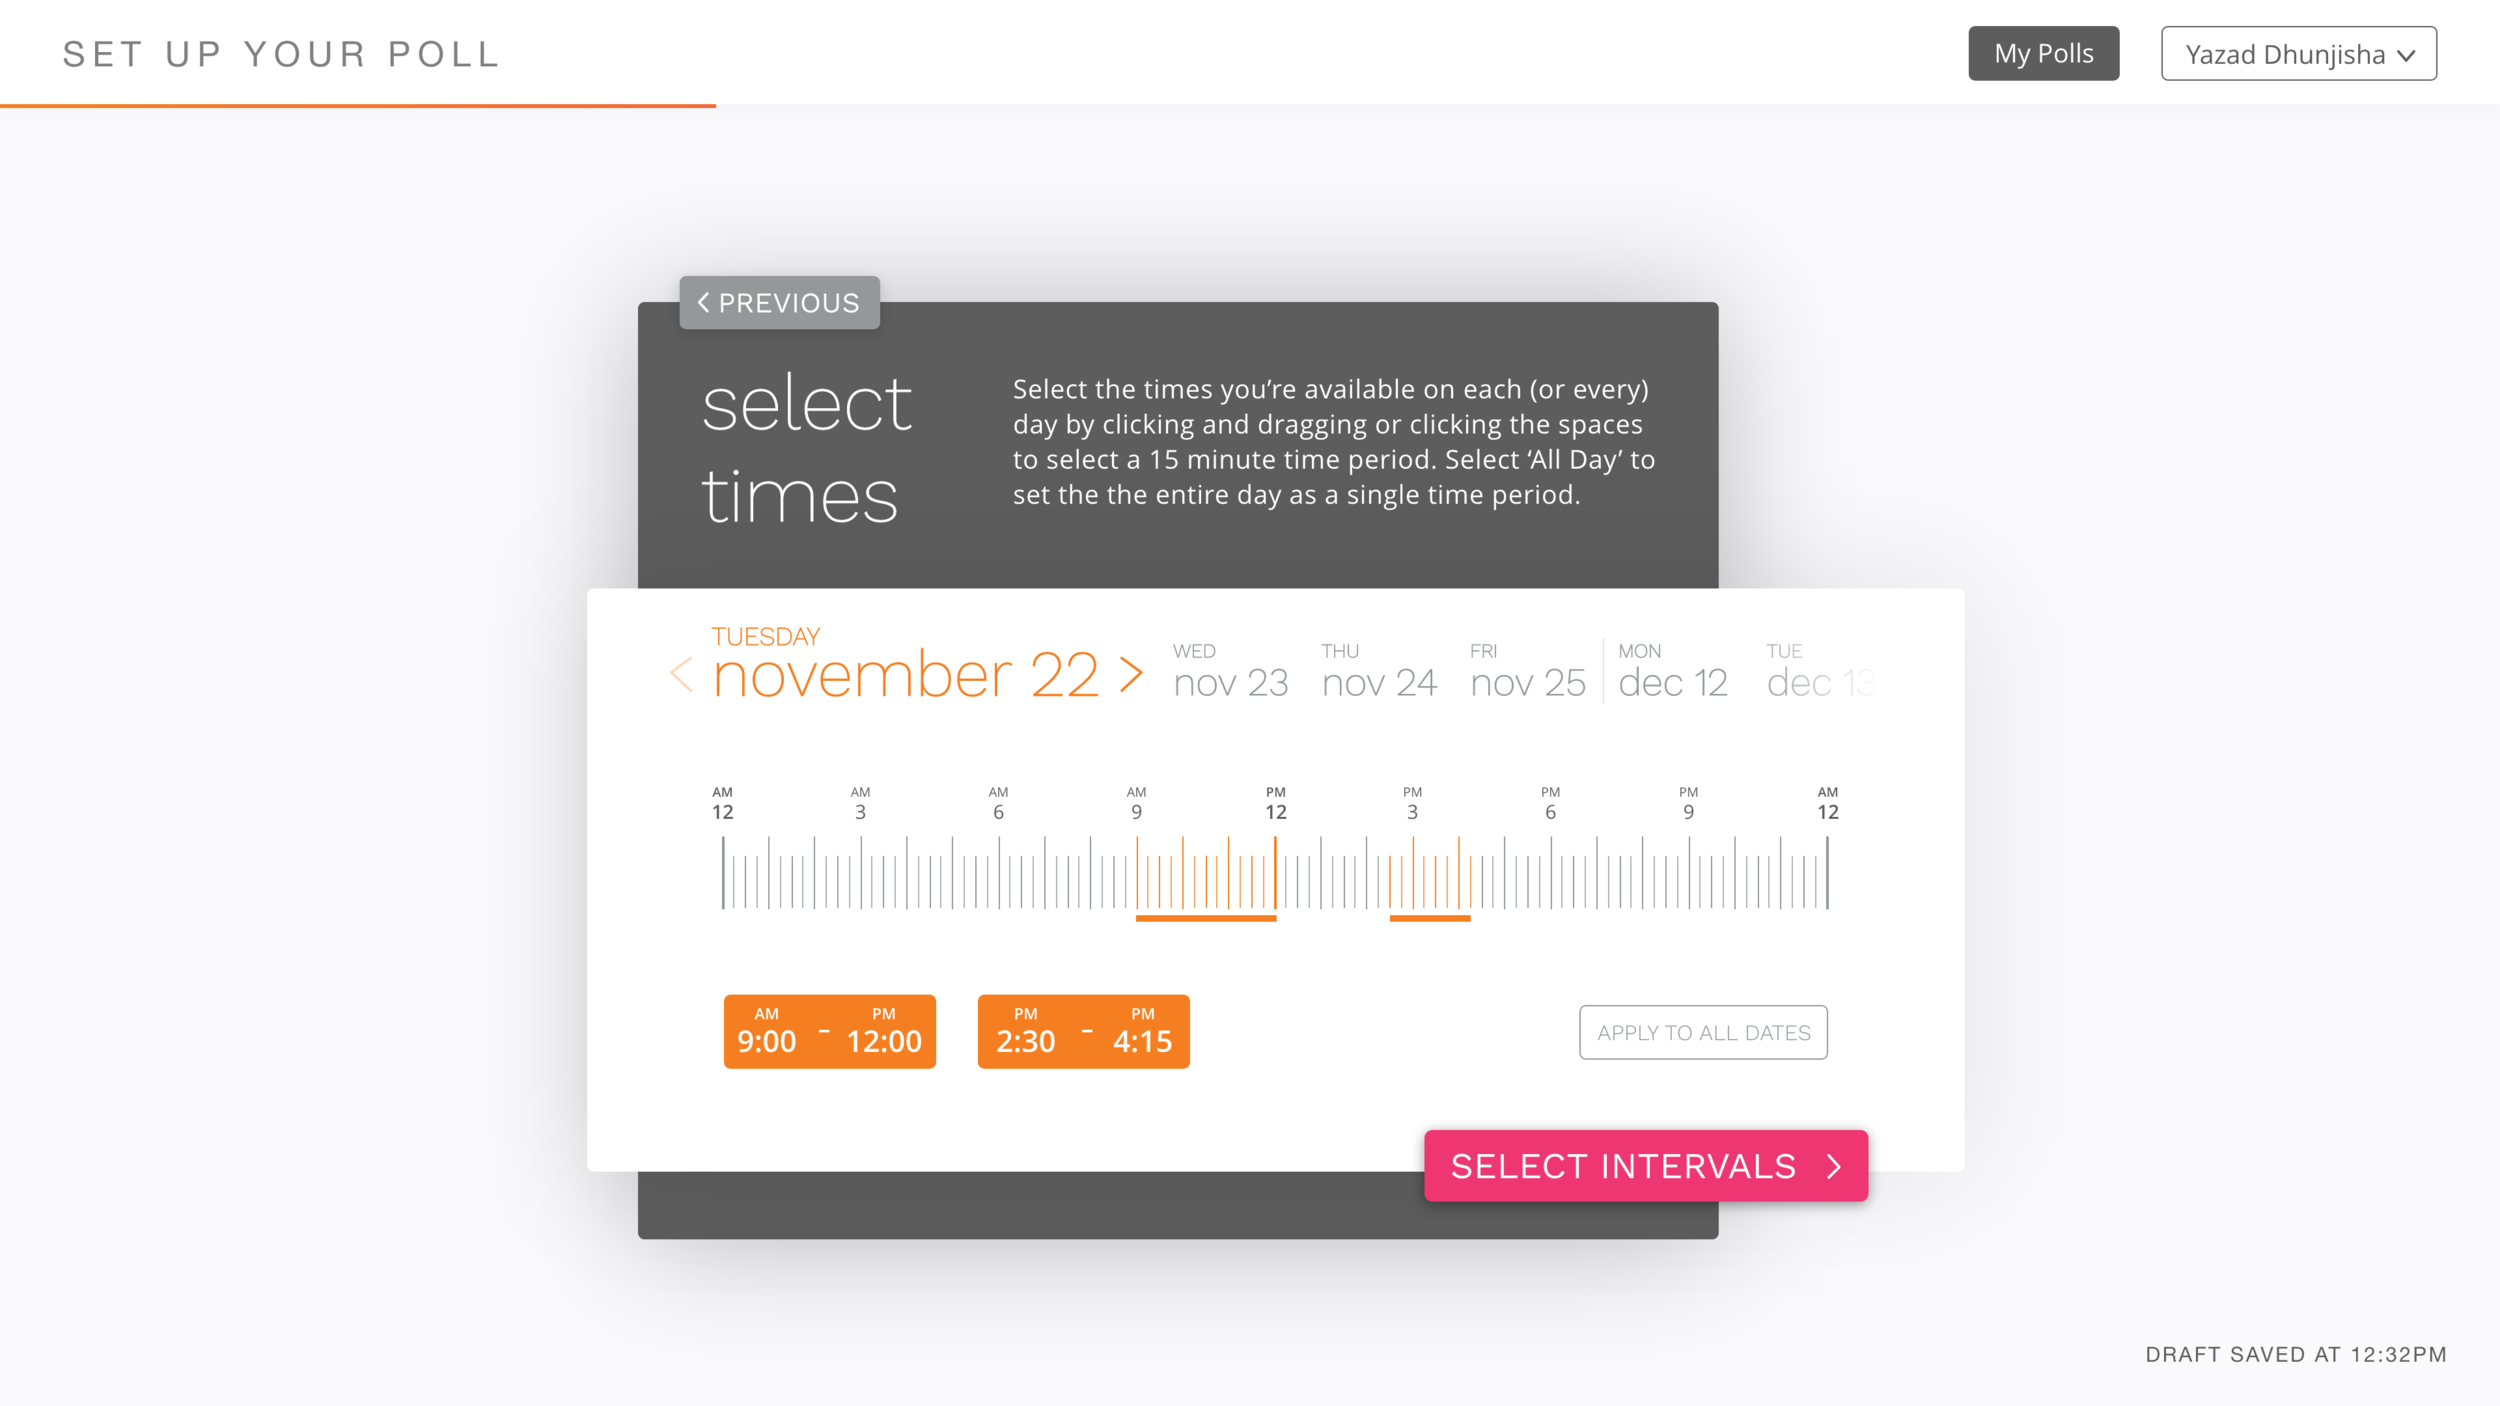 SET UP YOUR POLL
My Polls
Yazad Dhunjisha
PREVIOUS
select
times
Select the times you’re available on each (or every)
day by clicking and dragging or clicking the spaces
to select a 15 minute time period. Select ‘All Day’ to
set the the entire day as a single time period.
TUESDAY
november 22
WED
nov 23
THU
nov 24
FRI
nov 25
MON
dec 12
TUE
dec 13
AM AM AM AM PM PM PM PM AM
12 3 6 9 12 3 6 9 12
AM PM
9:00 - 12:00
PM PM
2:30 - 4:15
APPLY TO ALL DATES
SELECT INTERVALS
DRAFT SAVED AT 12:32PM